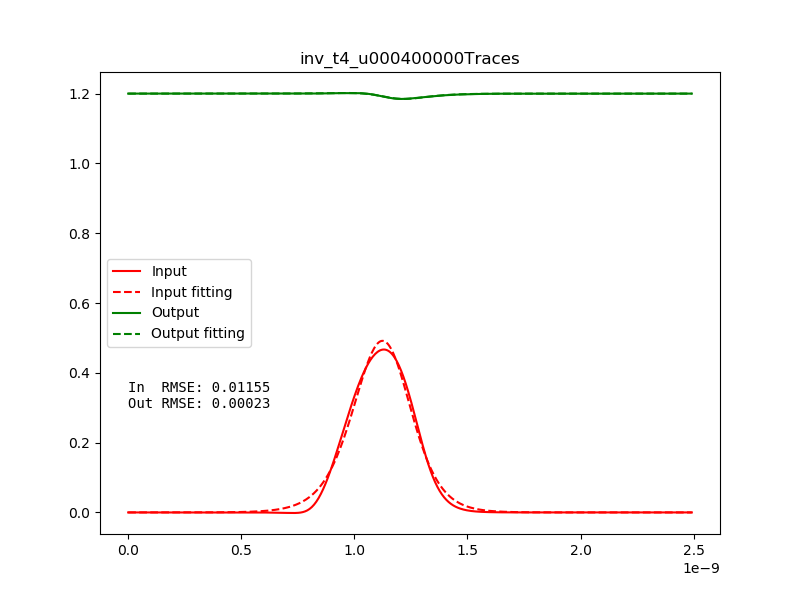 inv_t4_u000400000Traces
1.2
1.0
0.8
0.6
0.4
0.2
0.0
Input
Input fitting
Output
Output fitting
In  RMSE: 0.01155
Out RMSE: 0.00023
0.0 0.5 1.0 1.5 2.0 2.5
1e−9